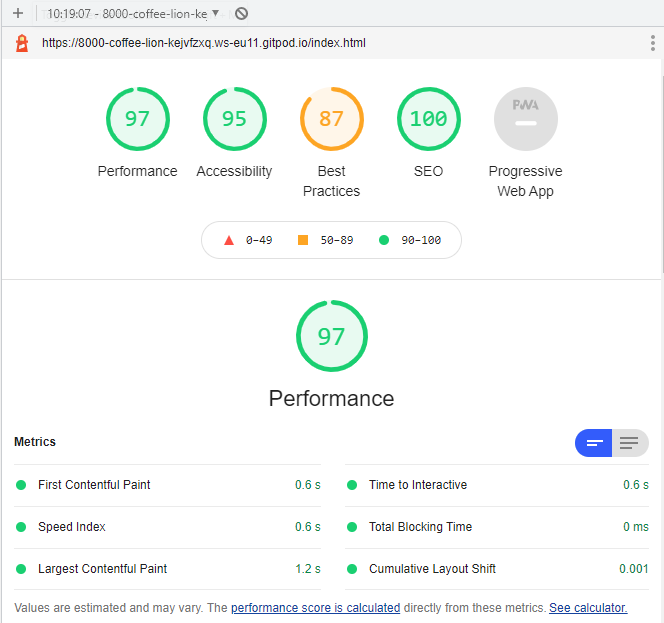 10:19:07 - 8000-coffee-lion-ke
https://8000-coffee-lion-kejvfzxq.ws-eu11.gitpod.io/index.html
97 95 87 100 PWA
Performance Accessibility Best Practices SEO Progressive Web App
0–49 50–89 90–100
97
Performance
Metrics
First Contentful Paint 0.6 s
Time to Interactive 0.6 s
Speed Index 0.6 s
Total Blocking Time 0 ms
Largest Contentful Paint 1.2 s
Cumulative Layout Shift 0.001
Values are estimated and may vary. The performance score is calculated directly from these metrics. See calculator.